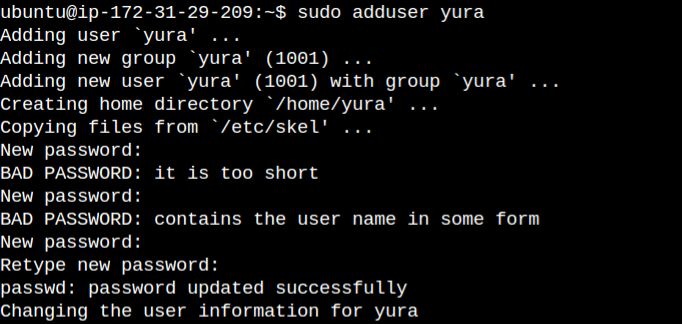 ubuntu@ip-172-31-29-209:~$ sudo adduser yura
Adding user `yura' ...
Adding new group `yura' (1001) ...
Adding new user `yura' (1001) with group `yura' ...
Creating home directory `/home/yura' ...
Copying files from `/etc/skel' ...
New password:
BAD PASSWORD: it is too short
New password:
BAD PASSWORD: contains the user name in some form
New password:
Retype new password:
passwd: password updated successfully
Changing the user information for yura